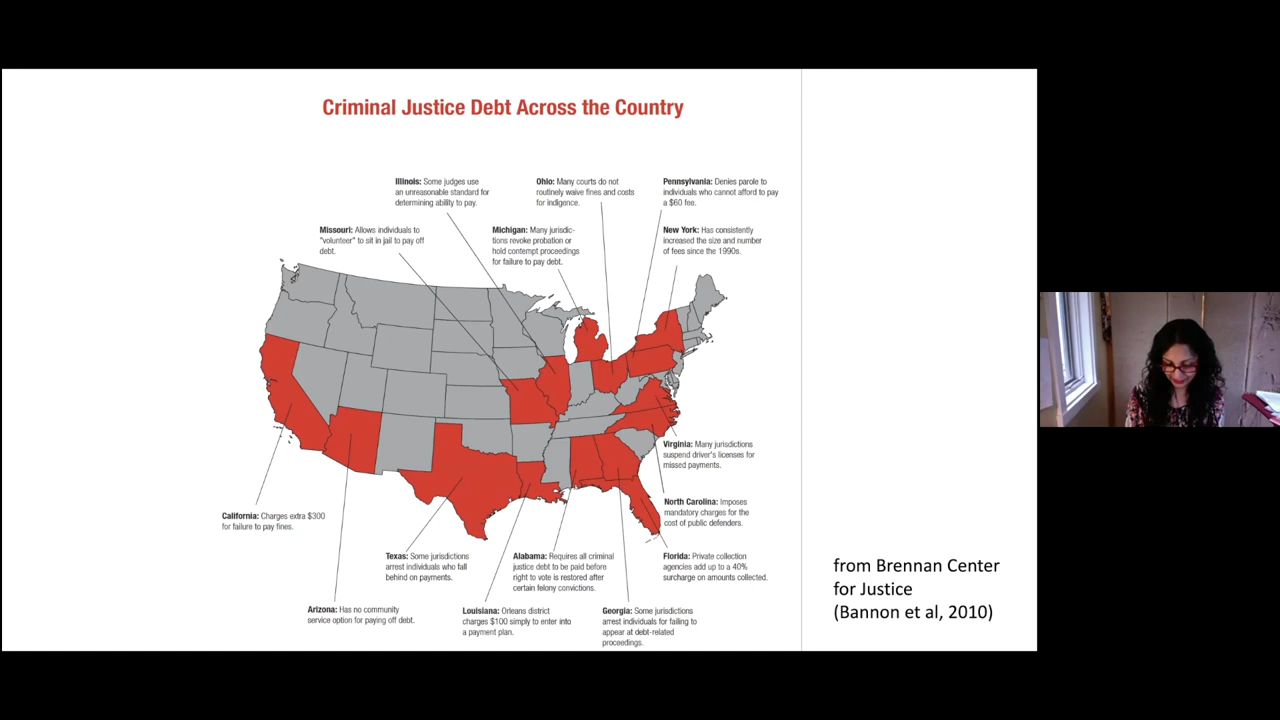 Criminal Justice Debt Across the Country
Illinois: Some judges use
an unreasonable standard for
determining ability to pay.
Ohio: Many courts do not
routinely waive fines and costs
for indigence.
Pennsylvania: Denies parole to
individuals who cannot afford to pay
a $60 fee.
Missouri: Allows individuals to
"volunteer" to sit in jail to pay off
debt.
Michigan: Many jurisdic-
tions revoke probation or
hold contempt proceedings
for failure to pay debt.
New York: Has consistently
increased the size and number
of fees since the 1990s.
Virginia: Many jurisdictions
suspend driver's licenses for
missed payments.
North Carolina: Imposes
mandatory charges for the
cost of public defenders.
California: Charges extra $300
for failure to pay fines.
Texas: Some jurisdictions
arrest individuals who fall
behind on payments.
Alabama: Requires all criminal
justice debt to be paid before
right to vote is restored after
certain felony convictions.
Florida: Private collection
agencies add up to a 40%
surcharge on amounts collected.
Arizona: Has no community
service option for paying off debt.
Louisiana: Orleans district
charges $100 simply to enter into
a payment plan.
Georgia: Some jurisdictions
arrest individuals for failing to
appear at debt-related
proceedings.
from Brennan Center
for Justice
(Bannon et al, 2010)